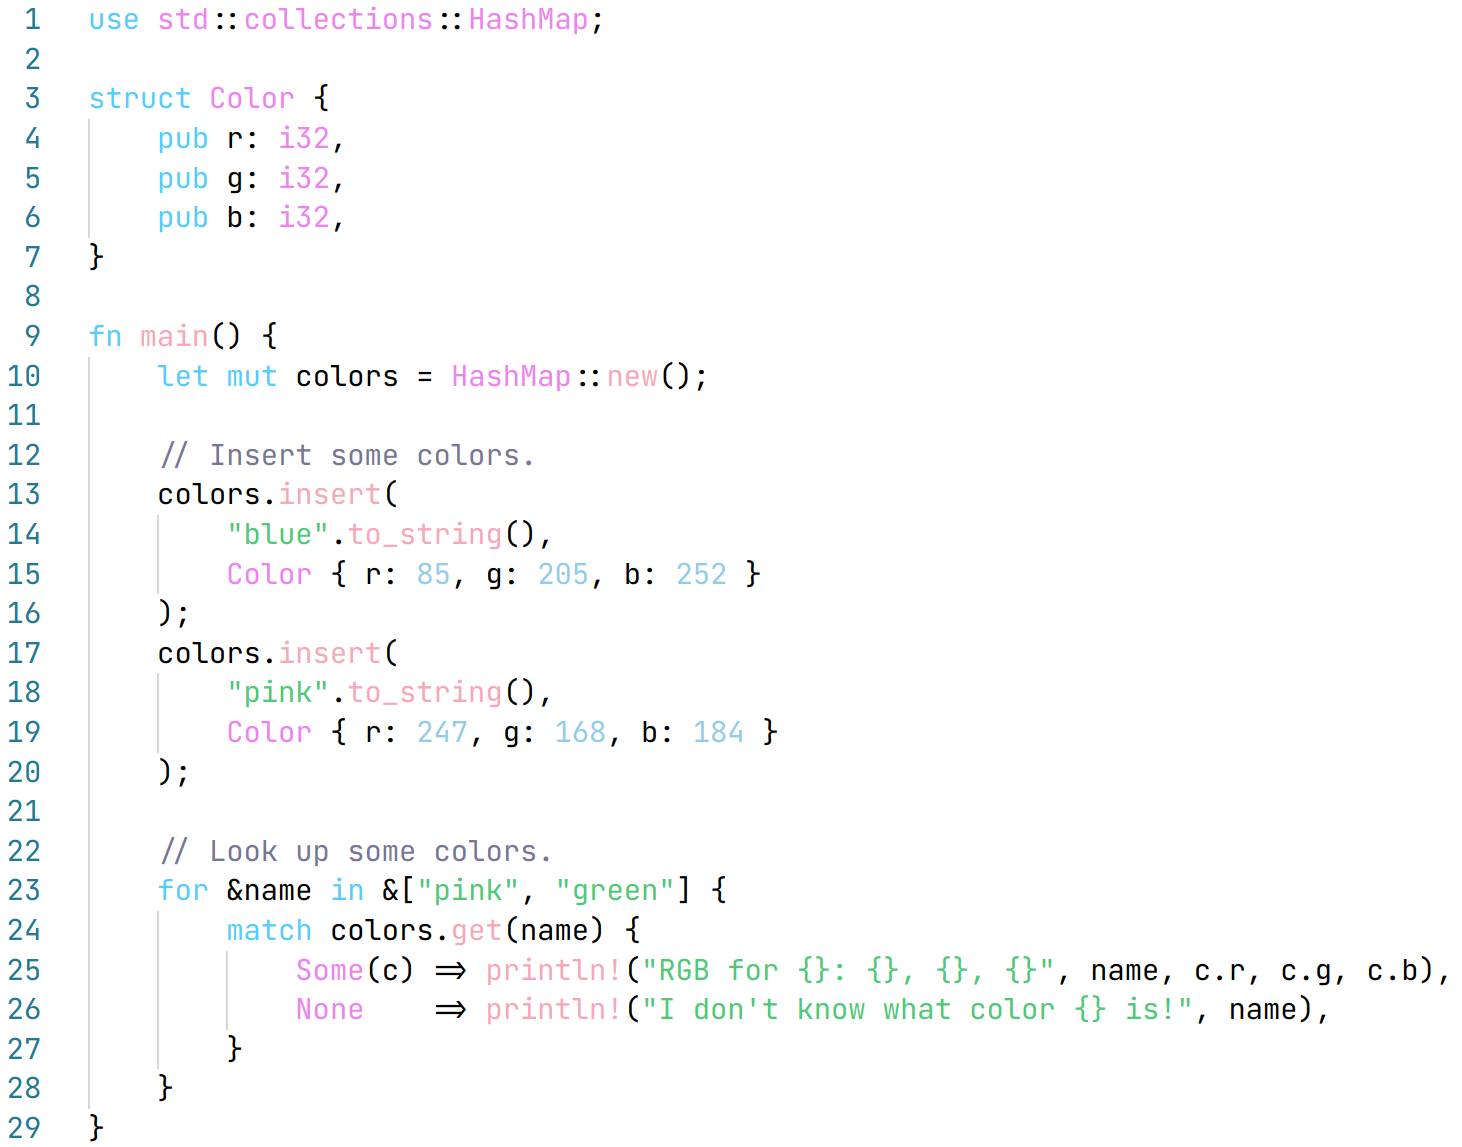 1 use std::collections::HashMap;
2
3 struct Color {
4     pub r: i32,
5     pub g: i32,
6     pub b: i32,
7 }
8
9 fn main() {
10     let mut colors = HashMap::new();
11
12     // Insert some colors.
13     colors.insert(
14         "blue".to_string(),
15         Color { r: 85, g: 205, b: 252 }
16     );
17     colors.insert(
18         "pink".to_string(),
19         Color { r: 247, g: 168, b: 184 }
20     );
21
22     // Look up some colors.
23     for &name in &["pink", "green"] {
24         match colors.get(name) {
25             Some(c) => println!("RGB for {}: {}, {}, {}", name, c.r, c.g, c.b),
26             None    => println!("I don't know what color {} is!", name),
27         }
28     }
29 }